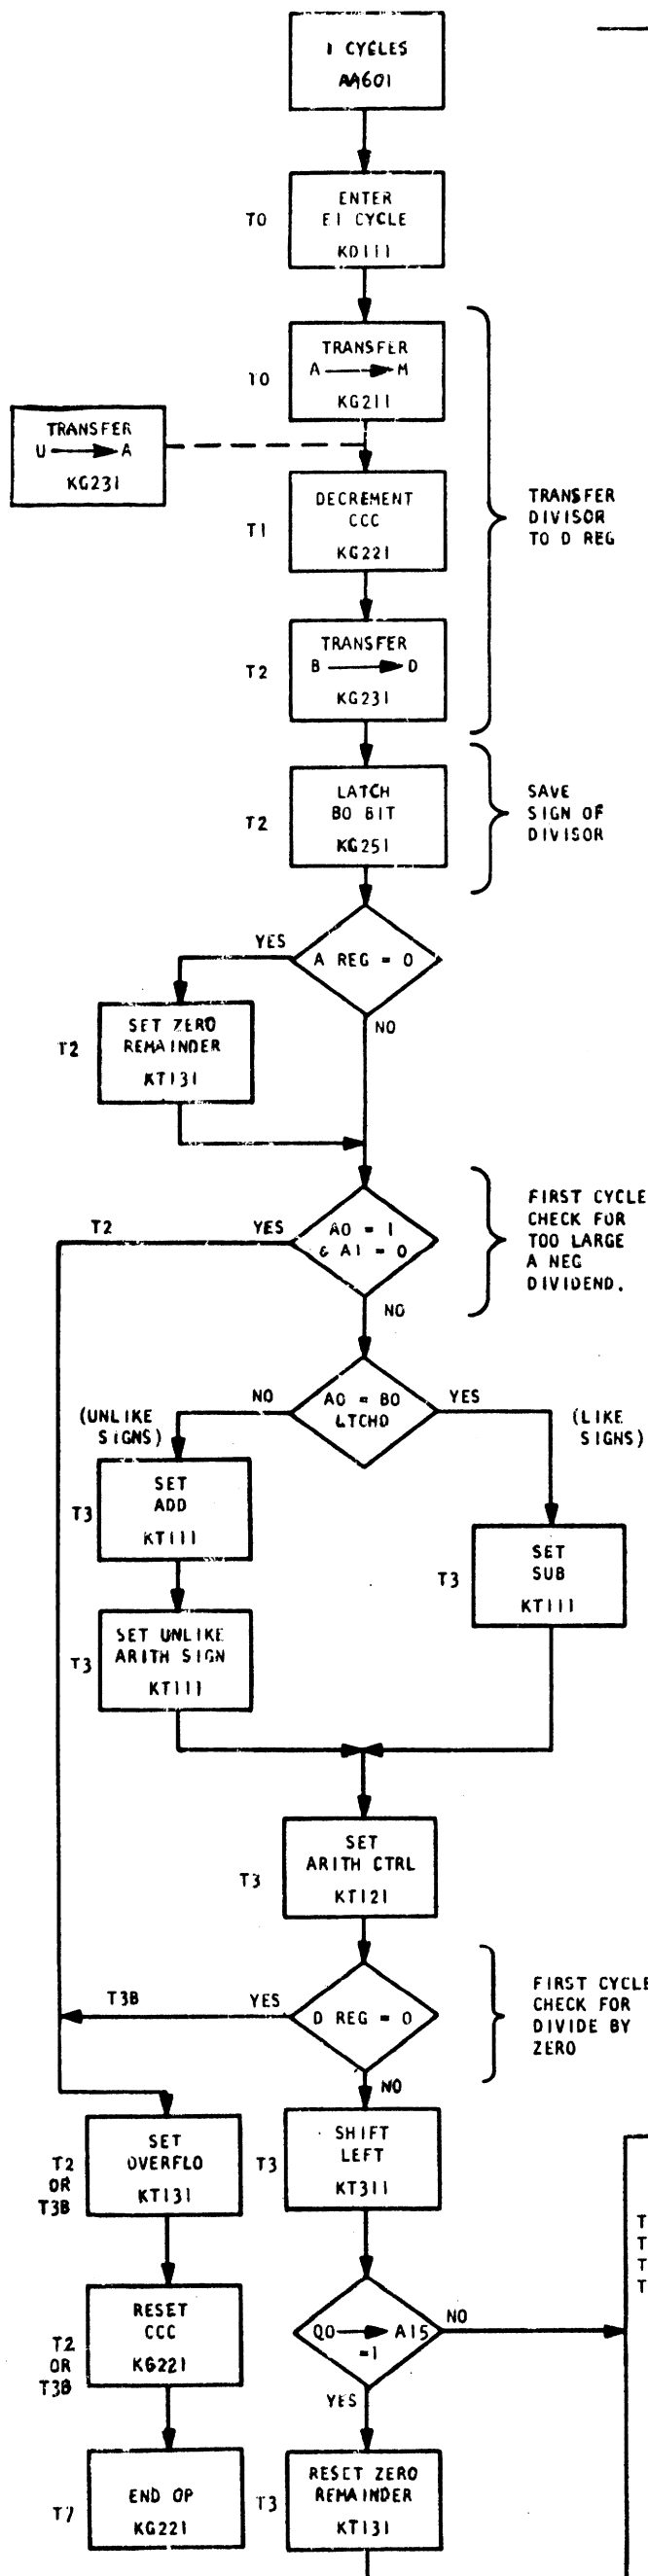 I CYCLES
AA601
T0
ENTER
E1 CYCLE
KD111
T0
TRANSFER
A M
KG211
TRANSFER
U A
KG231
T1
DECREMENT
CCC
KG221
TRANSFER
DIVISOR
TO D REG
T2
TRANSFER
B D
KG231
T2
LATCH
B0 BIT
KG251
SAVE
SIGN OF
DIVISOR
YES
A REG = 0
NO
T2
SET ZERO
REMAINDER
KT131
T2
YES
A0 = 1
& A1 = 0
NO
FIRST CYCLE
CHECK FOR
TOO LARGE
A NEG
DIVIDEND.
(UNLIKE
SIGNS)
NO
A0 = B0
LTCHD
YES
(LIKE
SIGNS)
T3
SET
ADD
KT111
T3
SET
SUB
KT111
T3
SET UNLIKE
ARITH SIGN
KT111
T3
SET
ARITH CTRL
KT121
T3B
YES
D REG = 0
NO
FIRST CYCLE
CHECK FOR
DIVIDE BY
ZERO
T2
OR
T3B
SET
OVERFLO
KT131
T3
SHIFT
LEFT
KT311
T
T
T
T
T2
OR
T3B
RESET
CCC
KG221
Q0 A15
=1
NO
YES
T7
END OP
KG221
T3
RESET ZERO
REMAINDER
KT131